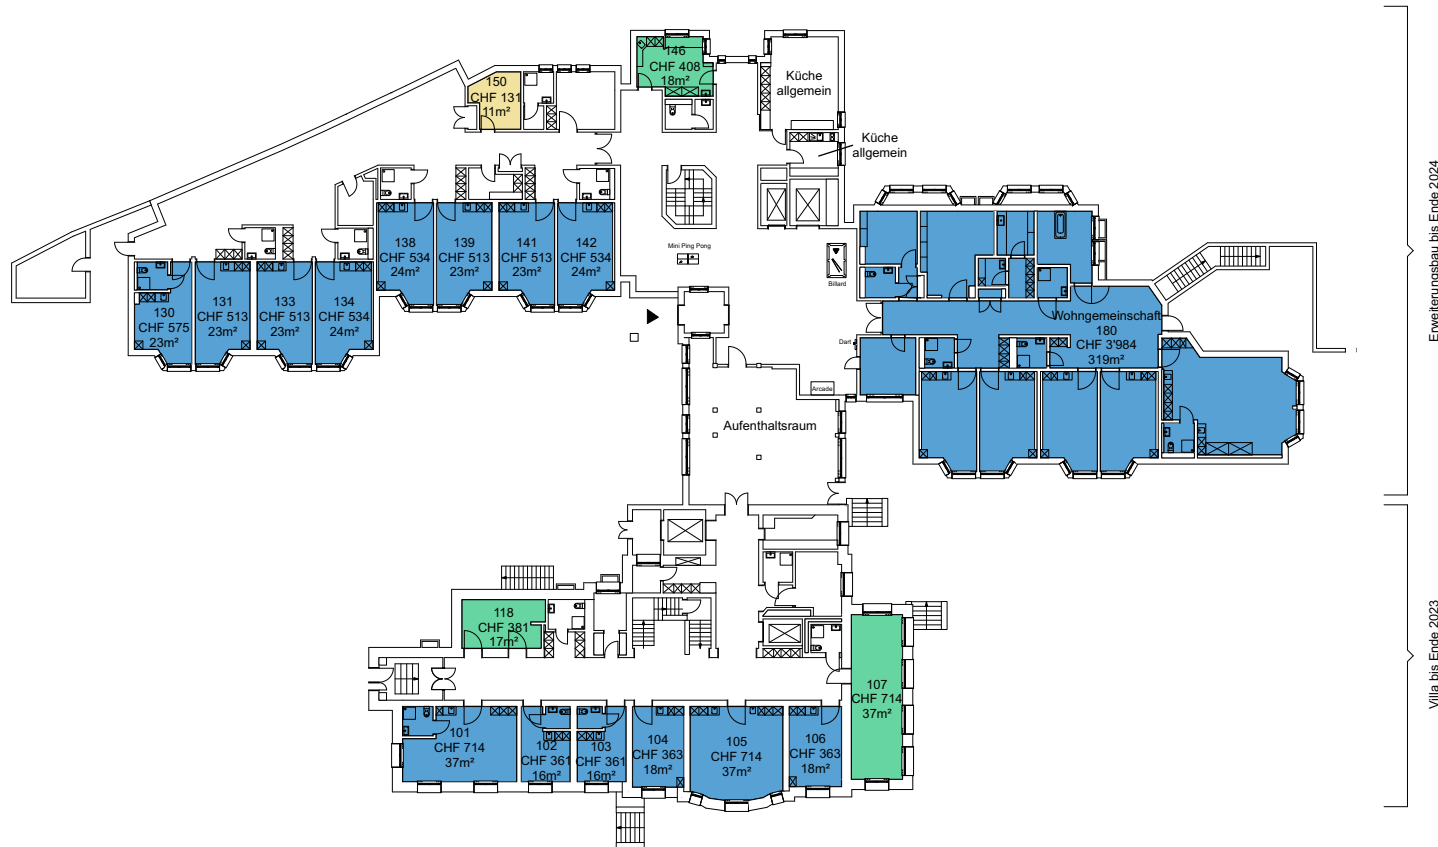 146
CHF 408
18m²
Küche
allgemein
150
CHF 131
11m²
Küche
allgemein
138
CHF 534
24m²
139
CHF 513
23m²
141
CHF 513
23m²
142
CHF 534
24m²
Mini Ping Pong
Billard
130
CHF 575
23m²
131
CHF 513
23m²
133
CHF 513
23m²
134
CHF 534
24m²
Wohngemeinschaft
180
CHF 3'984
319m²
Dart
Arcade
Aufenthaltsraum
Erweiterungsbau bis Ende 2024
118
CHF 381
17m²
107
CHF 714
37m²
101
CHF 714
37m²
102
CHF 361
16m²
103
CHF 361
16m²
104
CHF 363
18m²
105
CHF 714
37m²
106
CHF 363
18m²
Villa bis Ende 2023